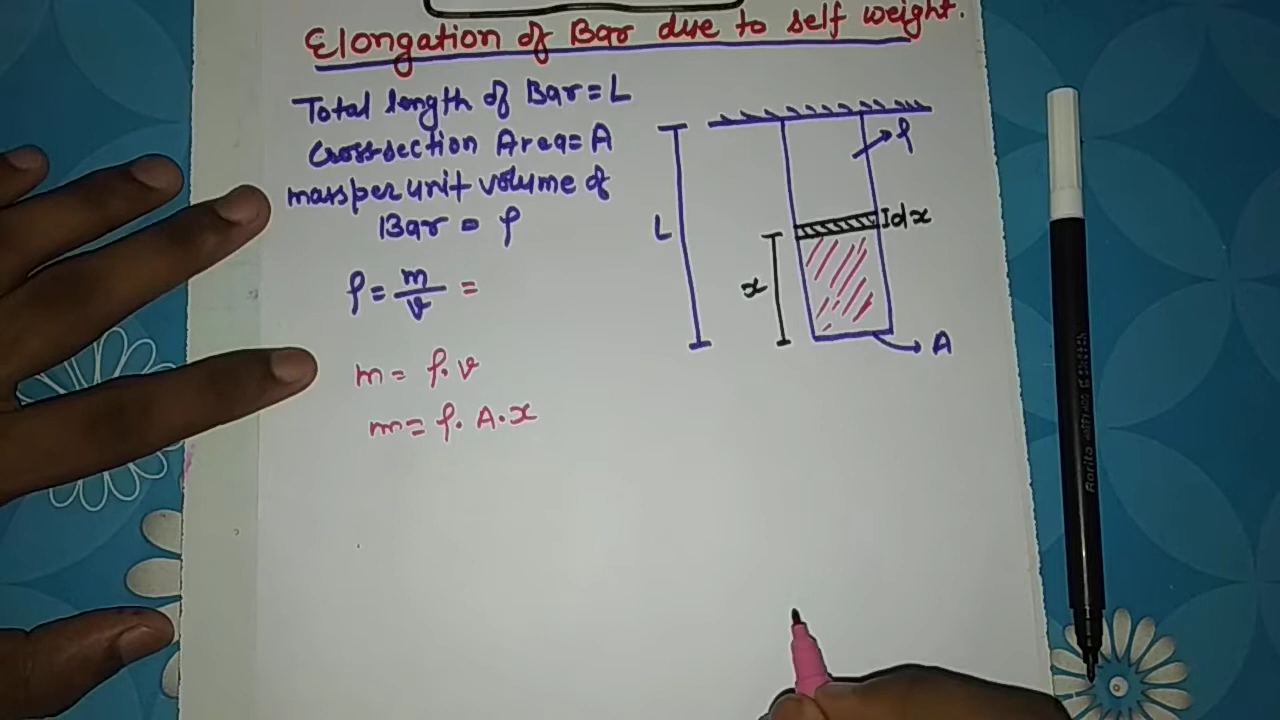 Elongation of Bar due to self weight.
Total length of Bar = L
Cross-section Area = A
mass per unit volume of
Bar = ρ
ρ = m/v =
m = ρ.v
m = ρ. A.x
ρ
dx
L
x
A